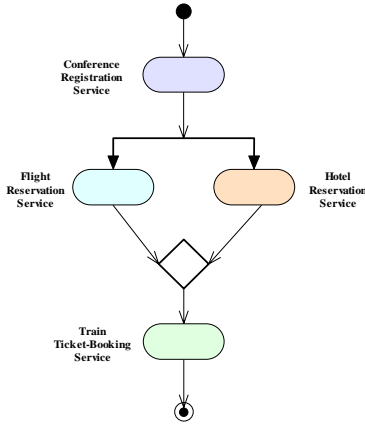 Conference
Registration
Service
Flight
Reservation
Service
Hotel
Reservation
Service
Train
Ticket-Booking
Service